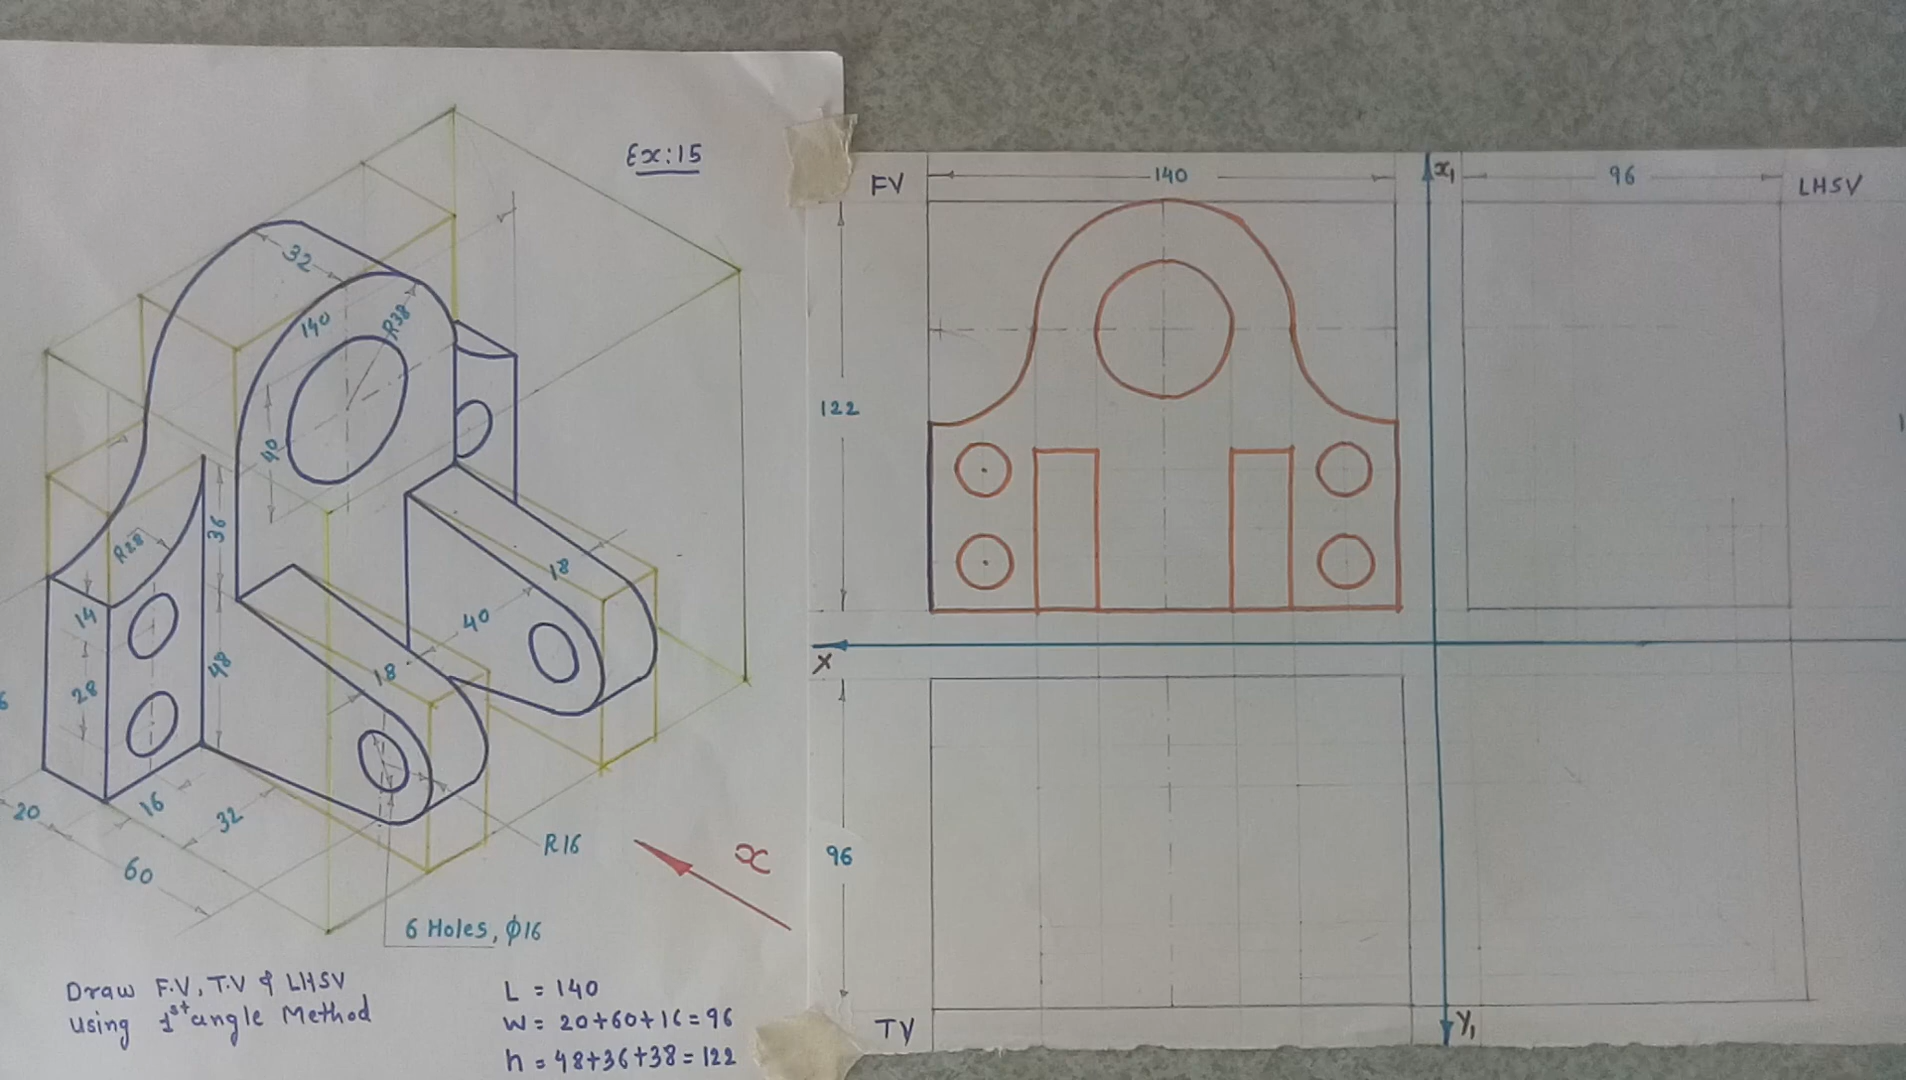 Ex:15
32
140
R38
40
R28
36
14
28
48
18
40
18
20
16
32
60
R16
x
6 Holes, ϕ16
Draw F.V, T.V & LHSV
Using 1st angle Method
L = 140
W = 20+60+16=96
h = 48+36+38=122
FV
140
x1
96
LHSV
122
X
96
TV
Y1